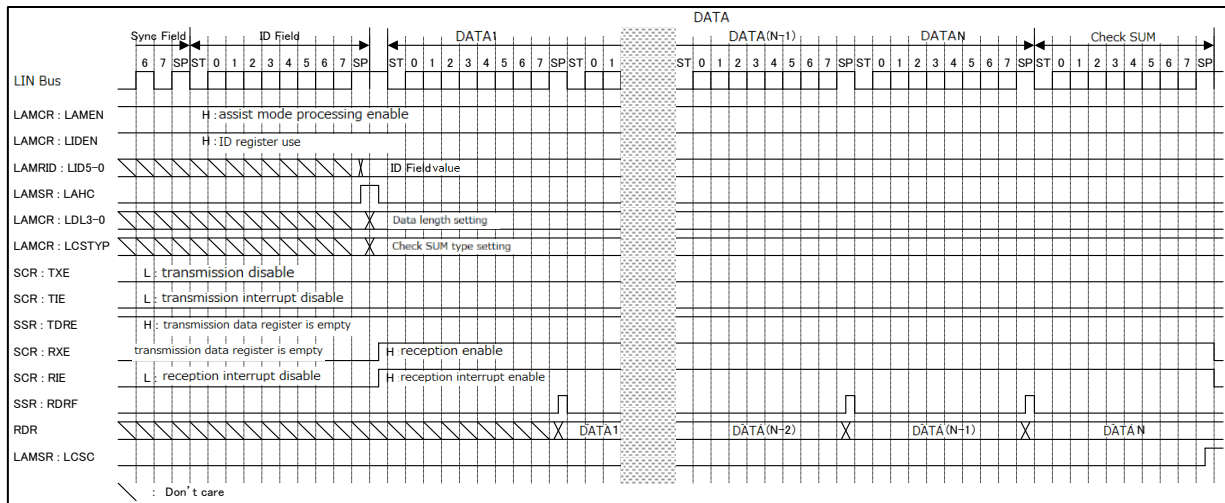 DATA
Sync Field ID Field DATA1 DATA(N-1) DATAN Check SUM
6 7 SP ST 0 1 2 3 4 5 6 7 SP ST 0 1 2 3 4 5 6 7 SP ST 0 1 ST 0 1 2 3 4 5 6 7 SP ST 0 1 2 3 4 5 6 7 SP ST 0 1 2 3 4 5 6 7 SP
LIN Bus
LAMCR : LAMEN H : assist mode processing enable
LAMCR : LIDEN H : ID register use
LAMRID : LID5-0 ID Field value
LAMSR : LAHC
LAMCR : LDL3-0 Data length setting
LAMCR : LCSTYP Check SUM type setting
SCR : TXE L : transmission disable
SCR : TIE L : transmission interrupt disable
SSR : TDRE H : transmission data register is empty
SCR : RXE transmission data register is empty H : reception enable
SCR : RIE L : reception interrupt disable H : reception interrupt enable
SSR : RDRF
RDR DATA1 DATA(N-2) DATA(N-1) DATA N
LAMSR : LCSC
: Don't care